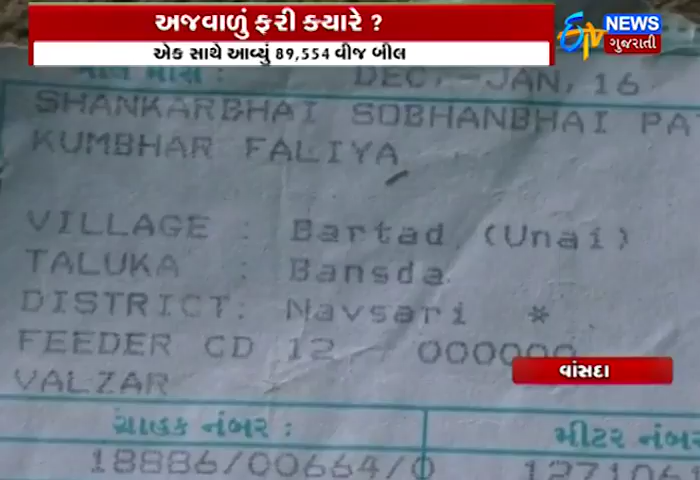 અજવાળું ફરી ક્યારે ?
એક સાથે આવ્યું 89,554 વીજ બીલ
ETV NEWS
ગુજરાતી
DEC,-JAN,16
SHANKARBHAI SOBHANBHAI PA
KUMBHAR FALIYA
VILLAGE : Bartad (Unai)
TALUKA : Bansda
DISTRICT: Navsari *
FEEDER CD 12 - 000000
VALZAR
વાંસદા
ગ્રાહક નંબર :
મીટર નંબર
18886/00664/0
1271061